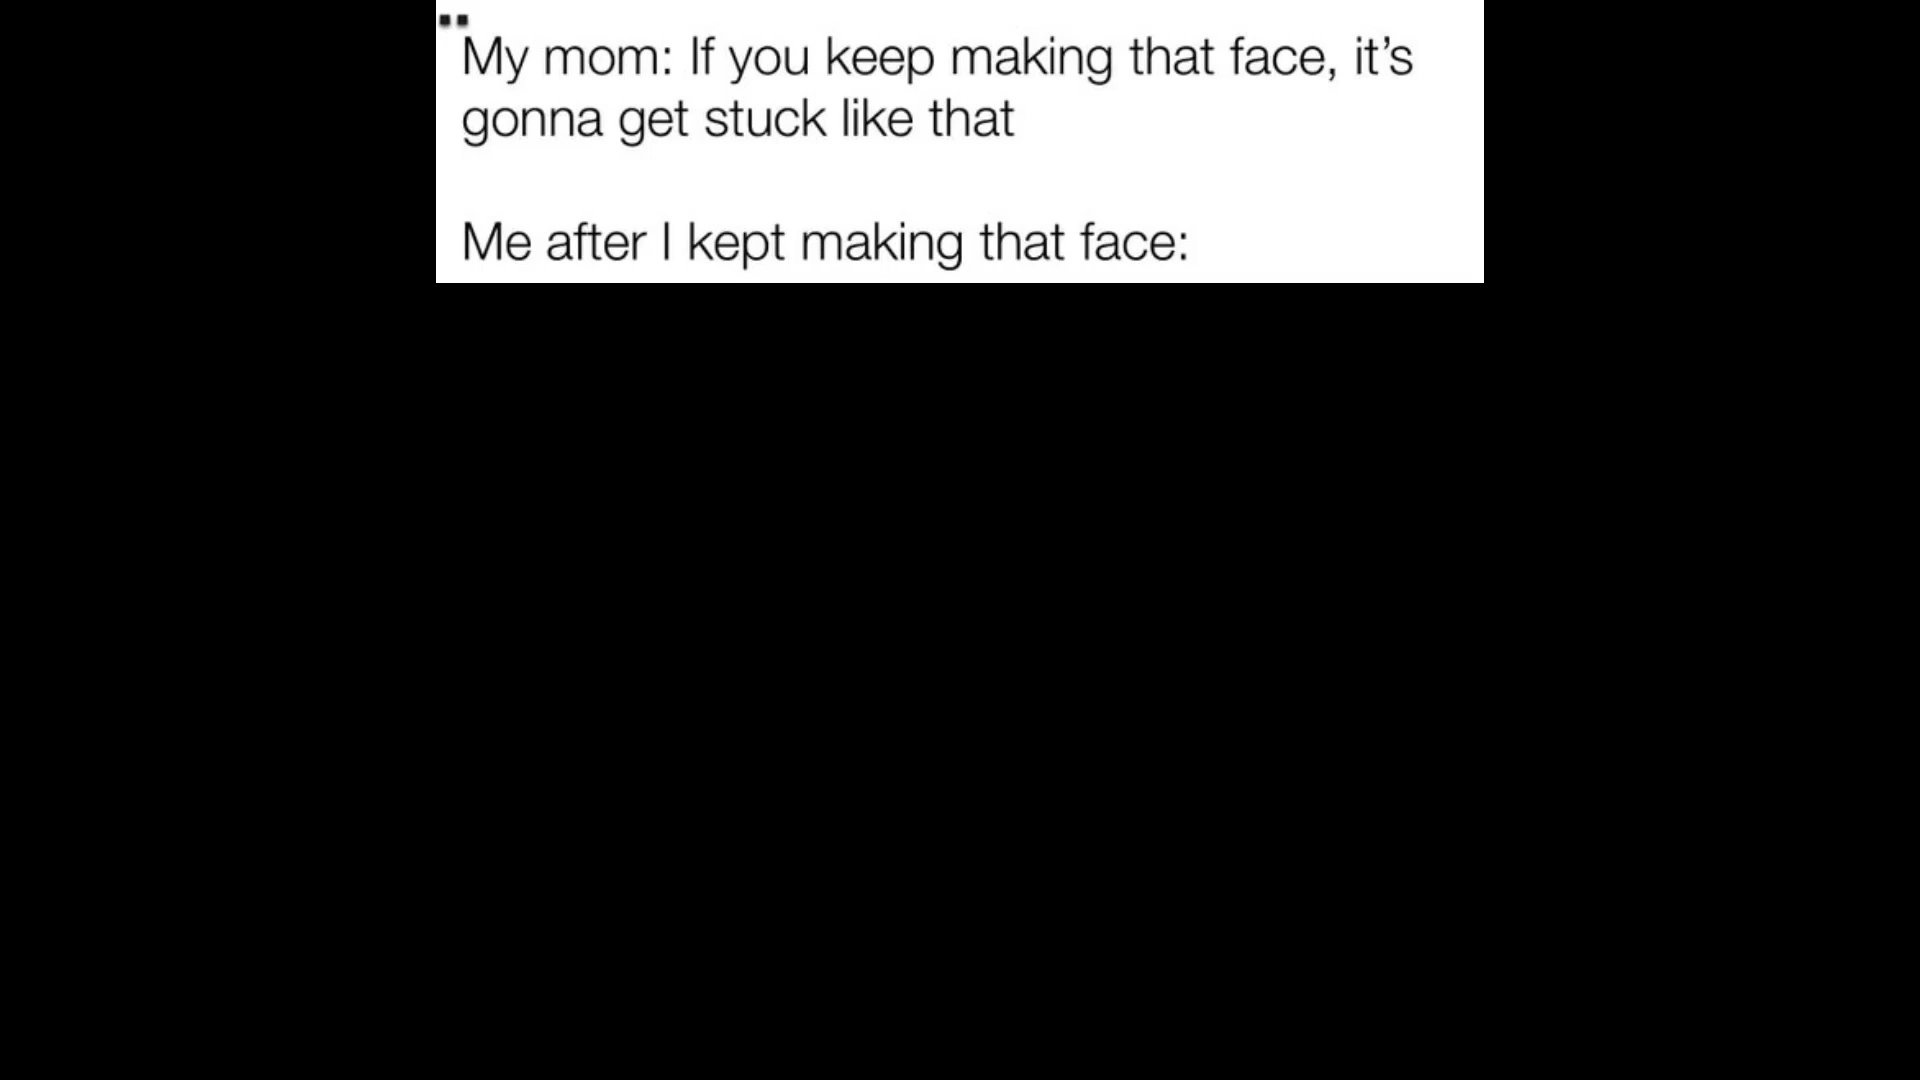 My mom: If you keep making that face, it’s
gonna get stuck like that
Me after I kept making that face: